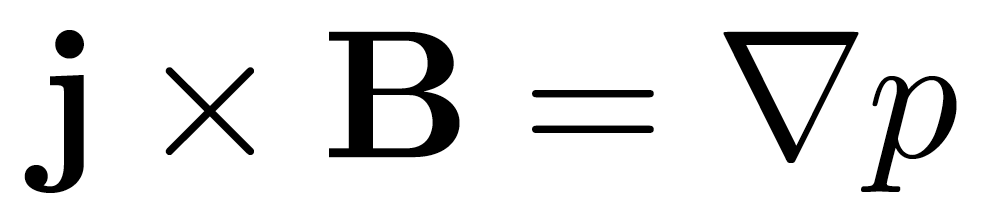 𝐣 × 𝐁 = ∇𝑝